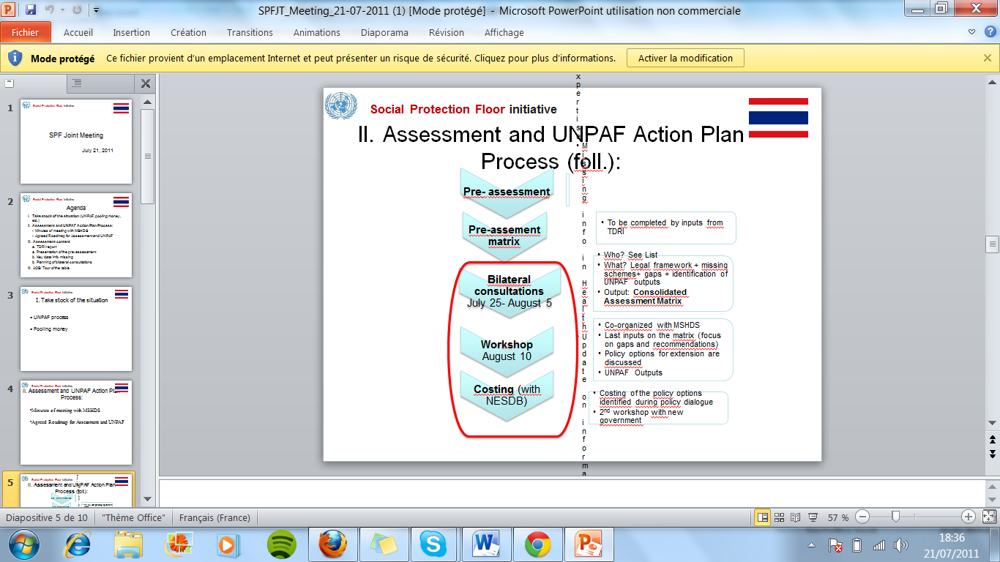 SPFJT_Meeting_21-07-2011 (1) [Mode protégé] - Microsoft PowerPoint utilisation non commerciale
Fichier Accueil Insertion Création Transitions Animations Diaporama Révision Affichage
Mode protégé Ce fichier provient d'un emplacement Internet et peut présenter un risque de sécurité. Cliquez pour plus d'informations. Activer la modification
1
Social Protection Floor initiative
SPF Joint Meeting
July 21, 2011
2
Social Protection Floor initiative
Agenda
I. Take stock of the situation (UNPAF, pooling money, etc.)
II. Assessment and UNPAF Action Plan Process:
- Minutes of meeting with MSHDS
- Agreed Roadmap for Assessment and UNPAF
III. Assessment content
a. TDRI report
a. Presentation of the pre-assessment
b. Key data/info missing
b. Planning of bilateral consultations
II. AOB/ Tour of the table
3
Social Protection Floor initiative
I. Take stock of the situation
• UNPAF process
• Pooling money
4
Social Protection Floor initiative
II. Assessment and UNPAF Action Plan
Process:
•Minutes of meeting with MSHDS
•Agreed Roadmap for Assessment and UNPAF
5
Social Protection Floor initiative
II. Assessment and UNPAF Action Plan
Process (foll.):
Social Protection Floor initiative
II. Assessment and UNPAF Action Plan
Process (foll.):
xpertise
• Missing info in Health
• Update on informa
Pre- assessment
Pre-assement
matrix
• To be completed by inputs from
TDRI
Bilateral
consultations
July 25- August 5
• Who? See List
• What? Legal framework + missing
schemes+ gaps + identification of
UNPAF outputs
• Output: Consolidated
Assessment Matrix
Workshop
August 10
• Co-organized with MSHDS
• Last inputs on the matrix (focus
on gaps and recommendations)
• Policy options for extension are
discussed
• UNPAF Outputs
Costing (with
NESDB)
• Costing of the policy options
identified during policy dialogue
• 2nd workshop with new
government
Diapositive 5 de 10 "Thème Office" Français (France) 57 %
18:36
21/07/2011